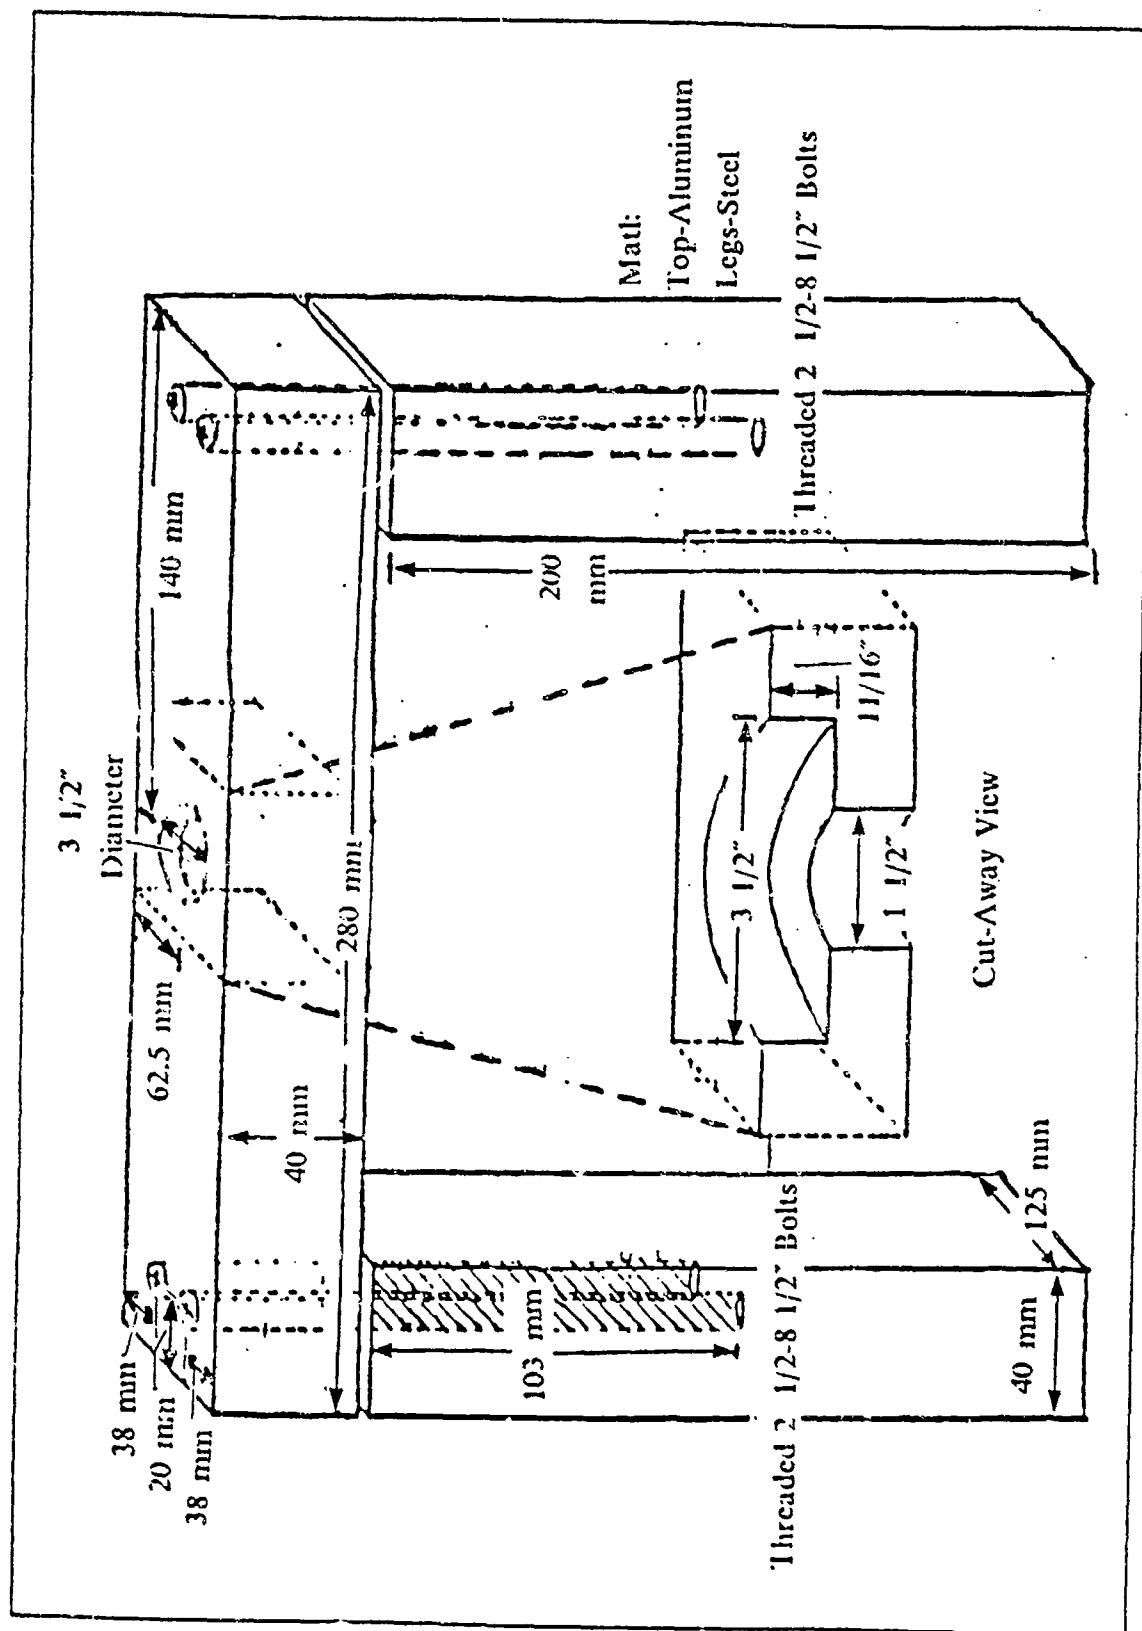 3 1/2"
Diameter
140 mm
62.5 mm
38 mm
20 mm
38 mm
40 mm
280 mm
Matl:
Top-Aluminum
Legs-Steel
200
mm
103 mm
3 1/2"
11/16"
1 1/2"
Threaded 2 1/2-8 1/2" Bolts
Threaded 2 1/2-8 1/2" Bolts
125 mm
40 mm
Cut-Away View